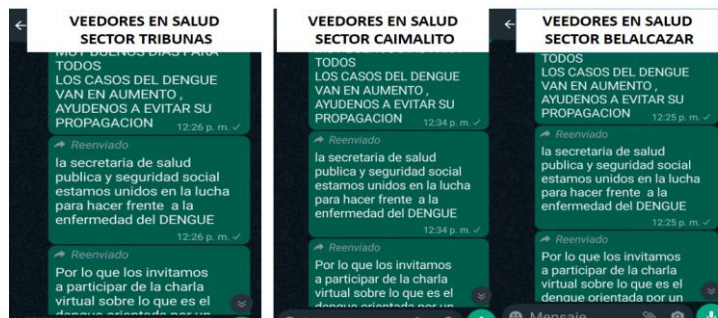 VEEDORES EN SALUD
SECTOR TRIBUNAS
TODOS
LOS CASOS DEL DENGUE
VAN EN AUMENTO ,
AYUDENOS A EVITAR SU
PROPAGACION
12:26 p. m.
Reenviado
la secretaria de salud
publica y seguridad social
estamos unidos en la lucha
para hacer frente a la
enfermedad del DENGUE
12:26 p. m.
Reenviado
Por lo que los invitamos
a participar de la charla
virtual sobre lo que es el
dengue orientada por un
VEEDORES EN SALUD
SECTOR CAIMALITO
TODOS
LOS CASOS DEL DENGUE
VAN EN AUMENTO ,
AYUDENOS A EVITAR SU
PROPAGACION
12:34 p. m.
Reenviado
la secretaria de salud
publica y seguridad social
estamos unidos en la lucha
para hacer frente a la
enfermedad del DENGUE
12:34 p. m.
Reenviado
Por lo que los invitamos
a participar de la charla
virtual sobre lo que es el
dengue orientada por un
VEEDORES EN SALUD
SECTOR BELALCAZAR
TODOS
LOS CASOS DEL DENGUE
VAN EN AUMENTO ,
AYUDENOS A EVITAR SU
PROPAGACION
12:25 p. m.
Reenviado
la secretaria de salud
publica y seguridad social
estamos unidos en la lucha
para hacer frente a la
enfermedad del DENGUE
12:25 p. m.
Reenviado
Por lo que los invitamos
a participar de la charla
virtual sobre lo que es el
dengue orientada por un
Mensaje